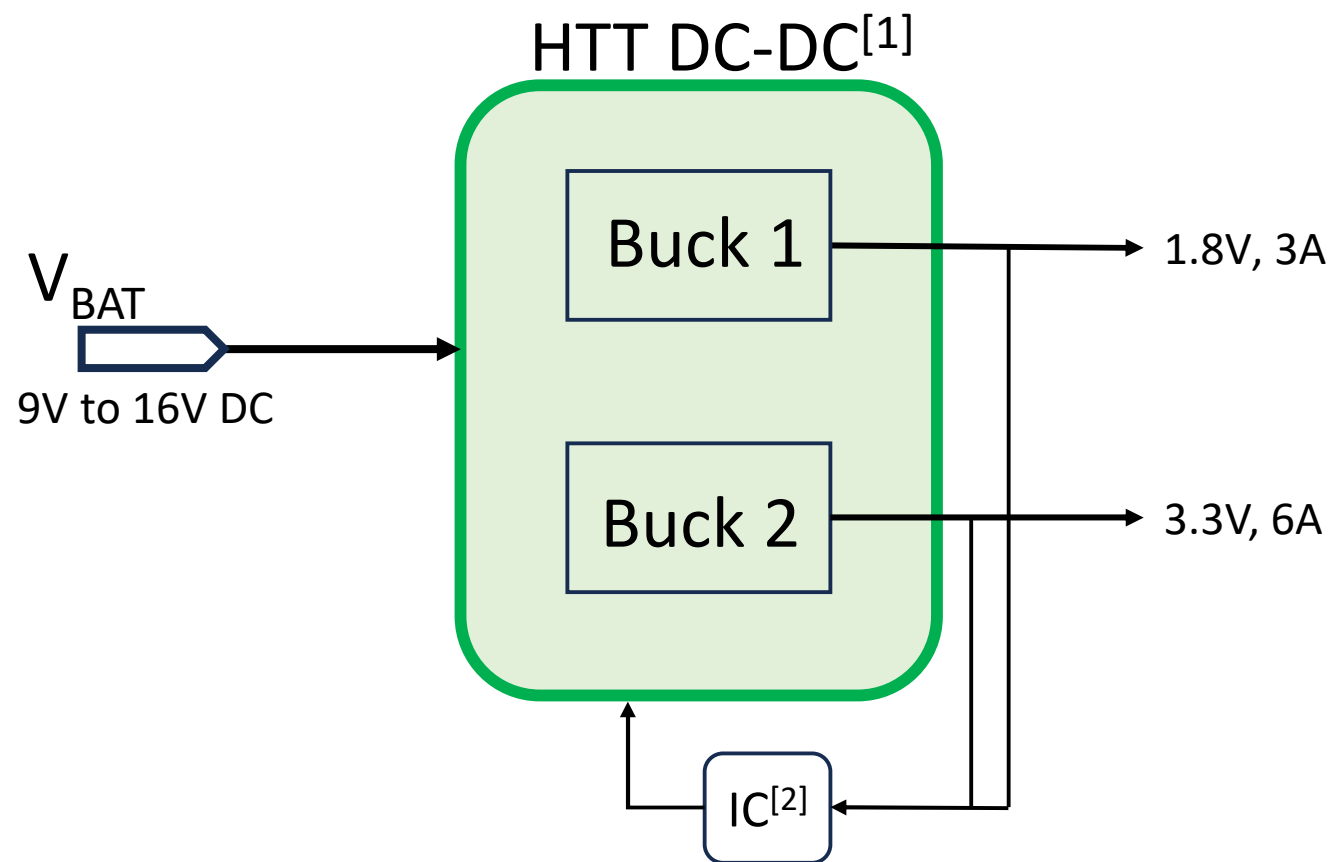 HTT DC-DC[1]
Buck 1
1.8V, 3A
VBAT
9V to 16V DC
Buck 2
3.3V, 6A
IC[2]